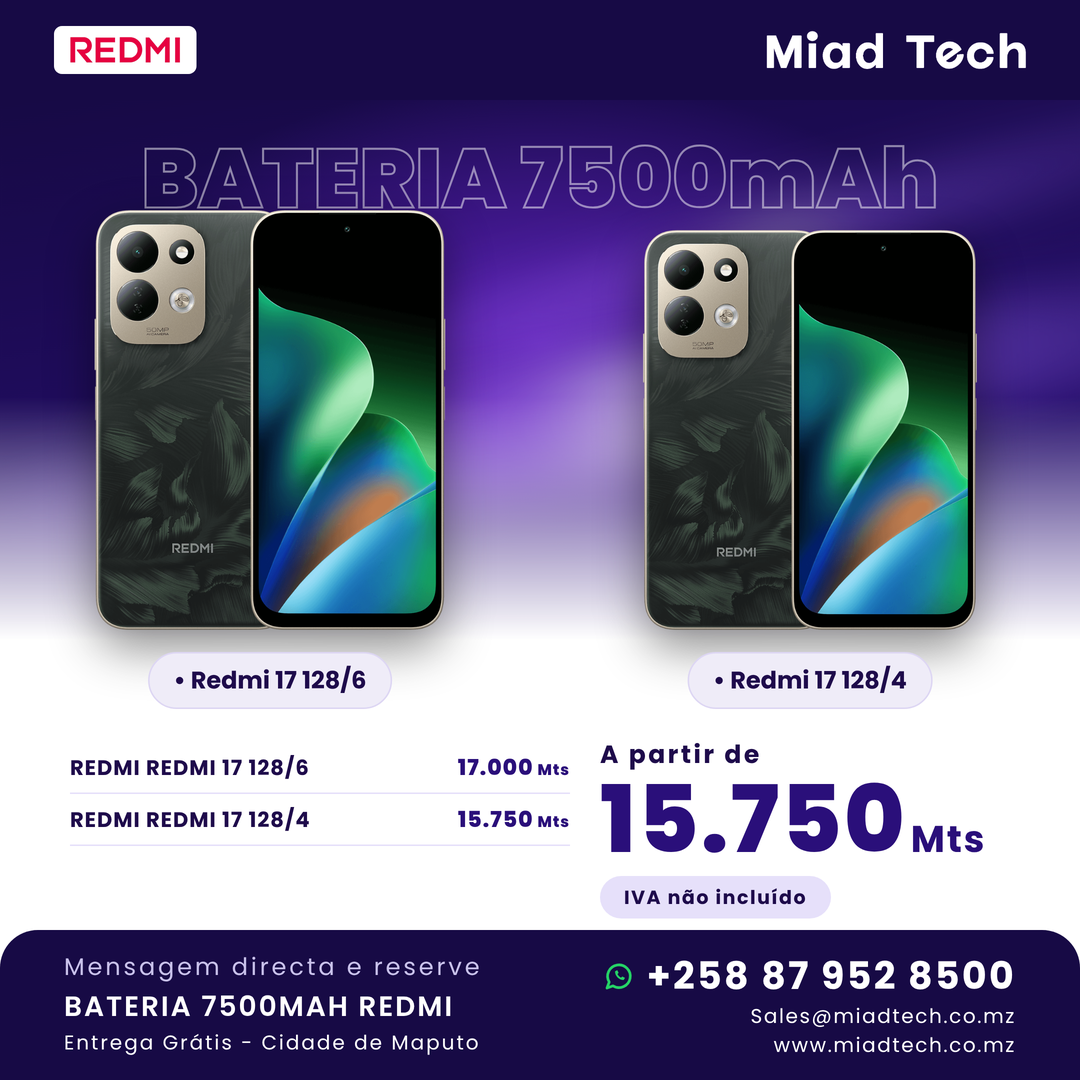 REDMI
Miad Tech
BATERIA 7500mAh
50MP
REDMI
50MP
REDMI
• Redmi 17 128/6
• Redmi 17 128/4
REDMI REDMI 17 128/6 17.000 Mts
REDMI REDMI 17 128/4 15.750 Mts
A partir de
15.750 Mts
IVA não incluído
Mensagem directa e reserve
BATERIA 7500MAH REDMI
Entrega Grátis - Cidade de Maputo
+258 87 952 8500
Sales@miadtech.co.mz
www.miadtech.co.mz